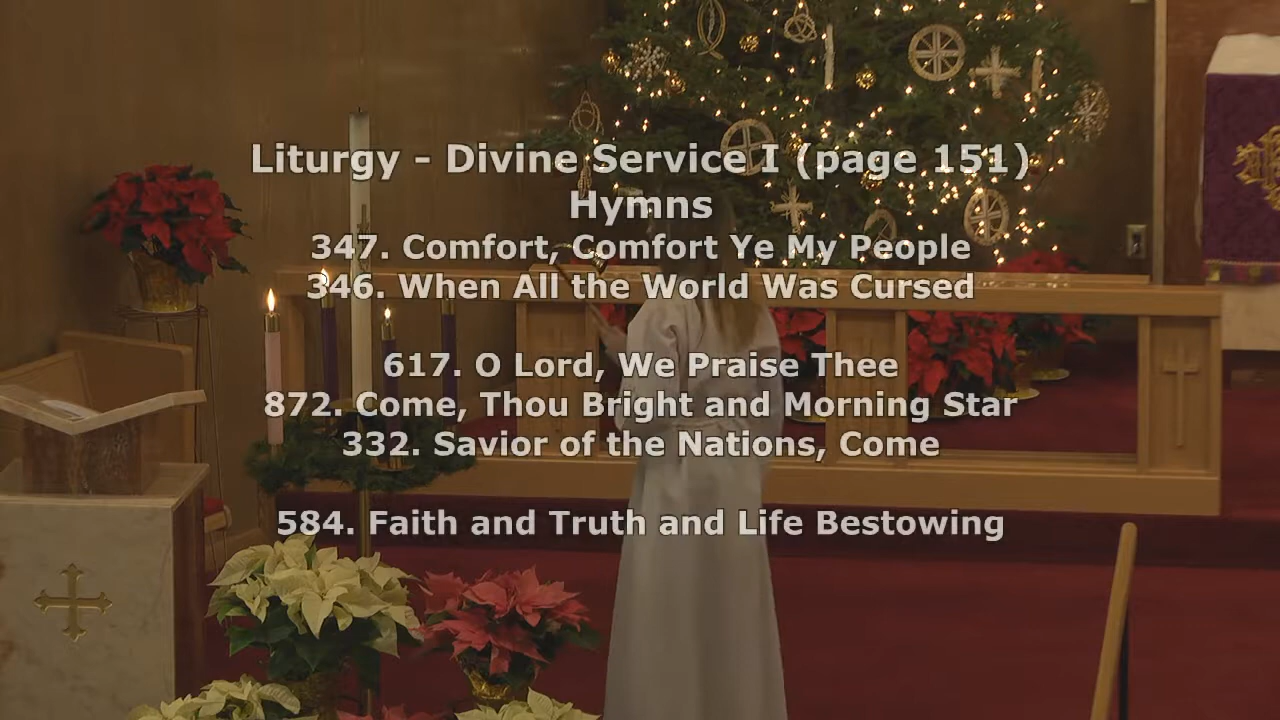 Liturgy - Divine Service I (page 151)
Hymns
347. Comfort, Comfort Ye My People
346. When All the World Was Cursed
617. O Lord, We Praise Thee
872. Come, Thou Bright and Morning Star
332. Savior of the Nations, Come
584. Faith and Truth and Life Bestowing